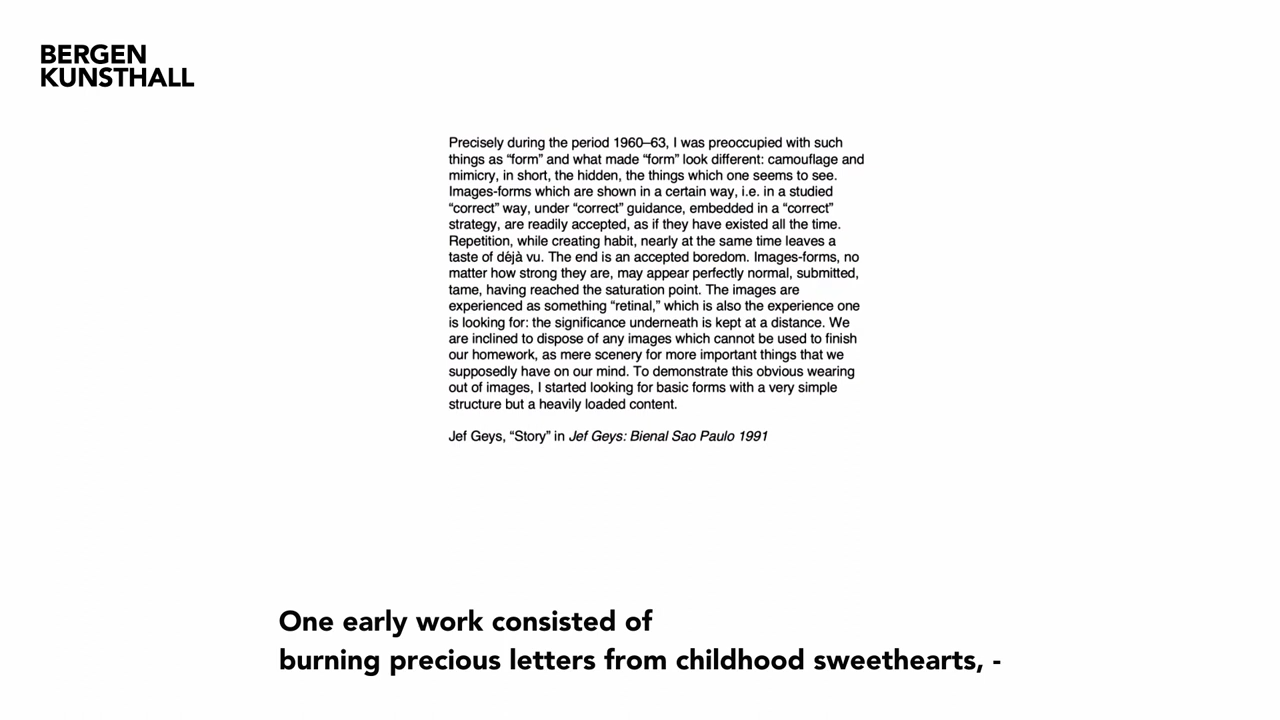 BERGEN
KUNSTHALL
Precisely during the period 1960–63, I was preoccupied with such
things as “form” and what made “form” look different: camouflage and
mimicry, in short, the hidden, the things which one seems to see.
Images-forms which are shown in a certain way, i.e. in a studied
“correct” way, under “correct” guidance, embedded in a “correct”
strategy, are readily accepted, as if they have existed all the time.
Repetition, while creating habit, nearly at the same time leaves a
taste of déjà vu. The end is an accepted boredom. Images-forms, no
matter how strong they are, may appear perfectly normal, submitted,
tame, having reached the saturation point. The images are
experienced as something “retinal,” which is also the experience one
is looking for: the significance underneath is kept at a distance. We
are inclined to dispose of any images which cannot be used to finish
our homework, as mere scenery for more important things that we
supposedly have on our mind. To demonstrate this obvious wearing
out of images, I started looking for basic forms with a very simple
structure but a heavily loaded content.
Jef Geys, “Story” in Jef Geys: Bienal Sao Paulo 1991
One early work consisted of
burning precious letters from childhood sweethearts, -